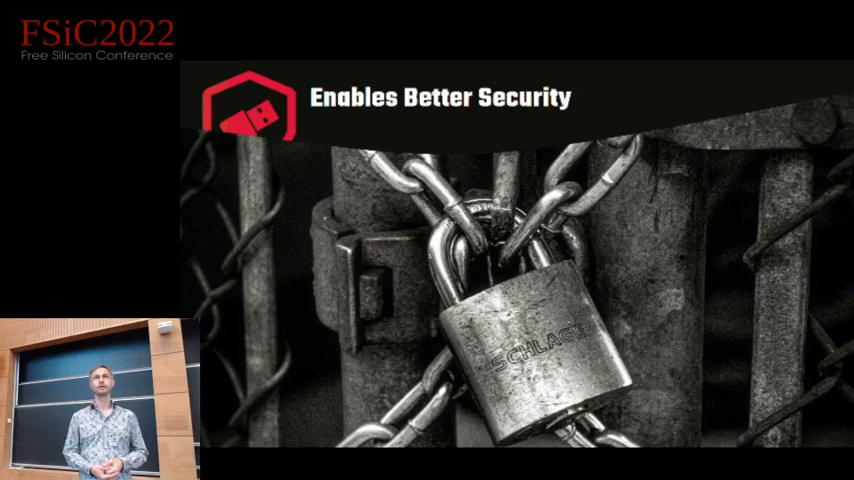 FSiC2022
Free Silicon Conference
Enables Better Security
SCHLAGE